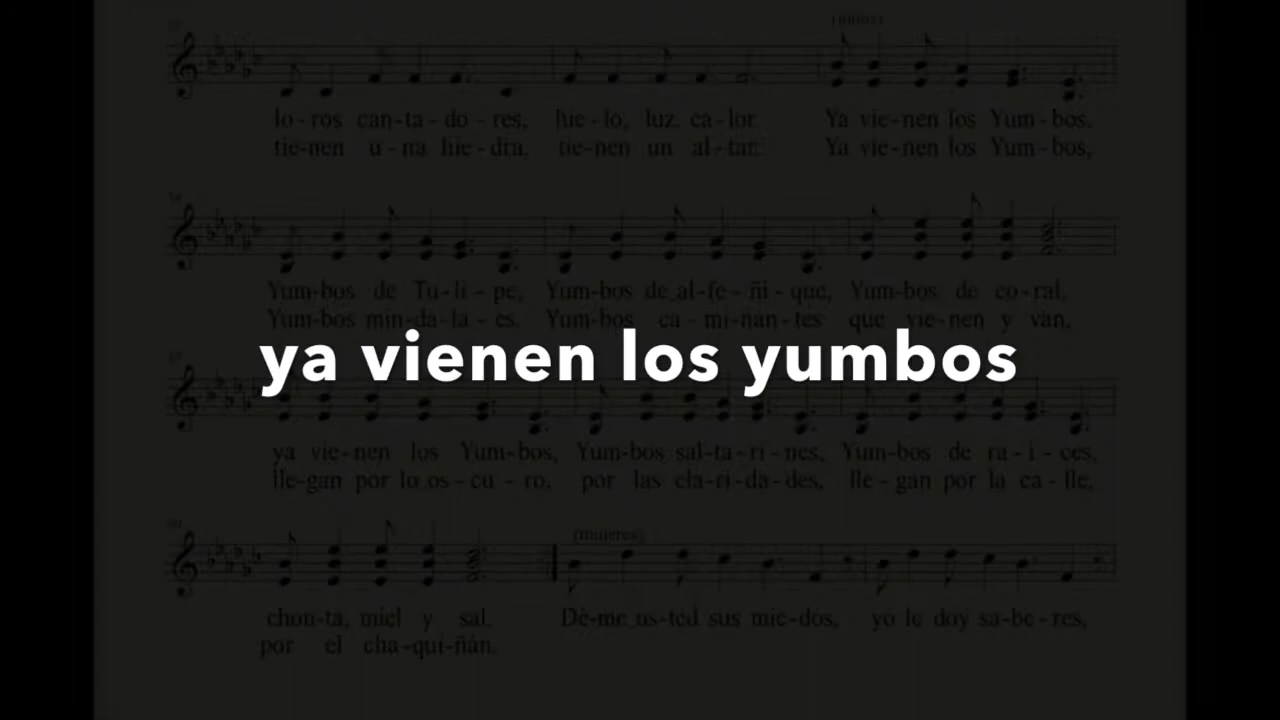 lo-ros can-ta-do-res, hie-lo, luz, ca-lor. Ya vie-nen los Yum-bos,
tie-nen u-na hie-dra, tie-nen un al-tar: Ya vie-nen los Yum-bos,
Yum-bos de Tu-li-pe, Yum-bos de al-fe-ñi-que, Yum-bos de co-ral,
Yum-bos min-da-la-es, Yum-bos ca-mi-nan-tes que vie-nen y van,
ya vienen los yumbos
ya vie-nen los Yum-bos, Yum-bos sal-ta-ri-nes, Yum-bos de ra-í-ces,
lle-gan por lo os-cu-ro, por las cla-ri-da-des, lle-gan por la ca-lle,
(mujeres)
chon-ta, miel y sal. Dé-me us-ted sus mie-dos, yo le doy sa-be-res,
por el cha-qui-ñán.